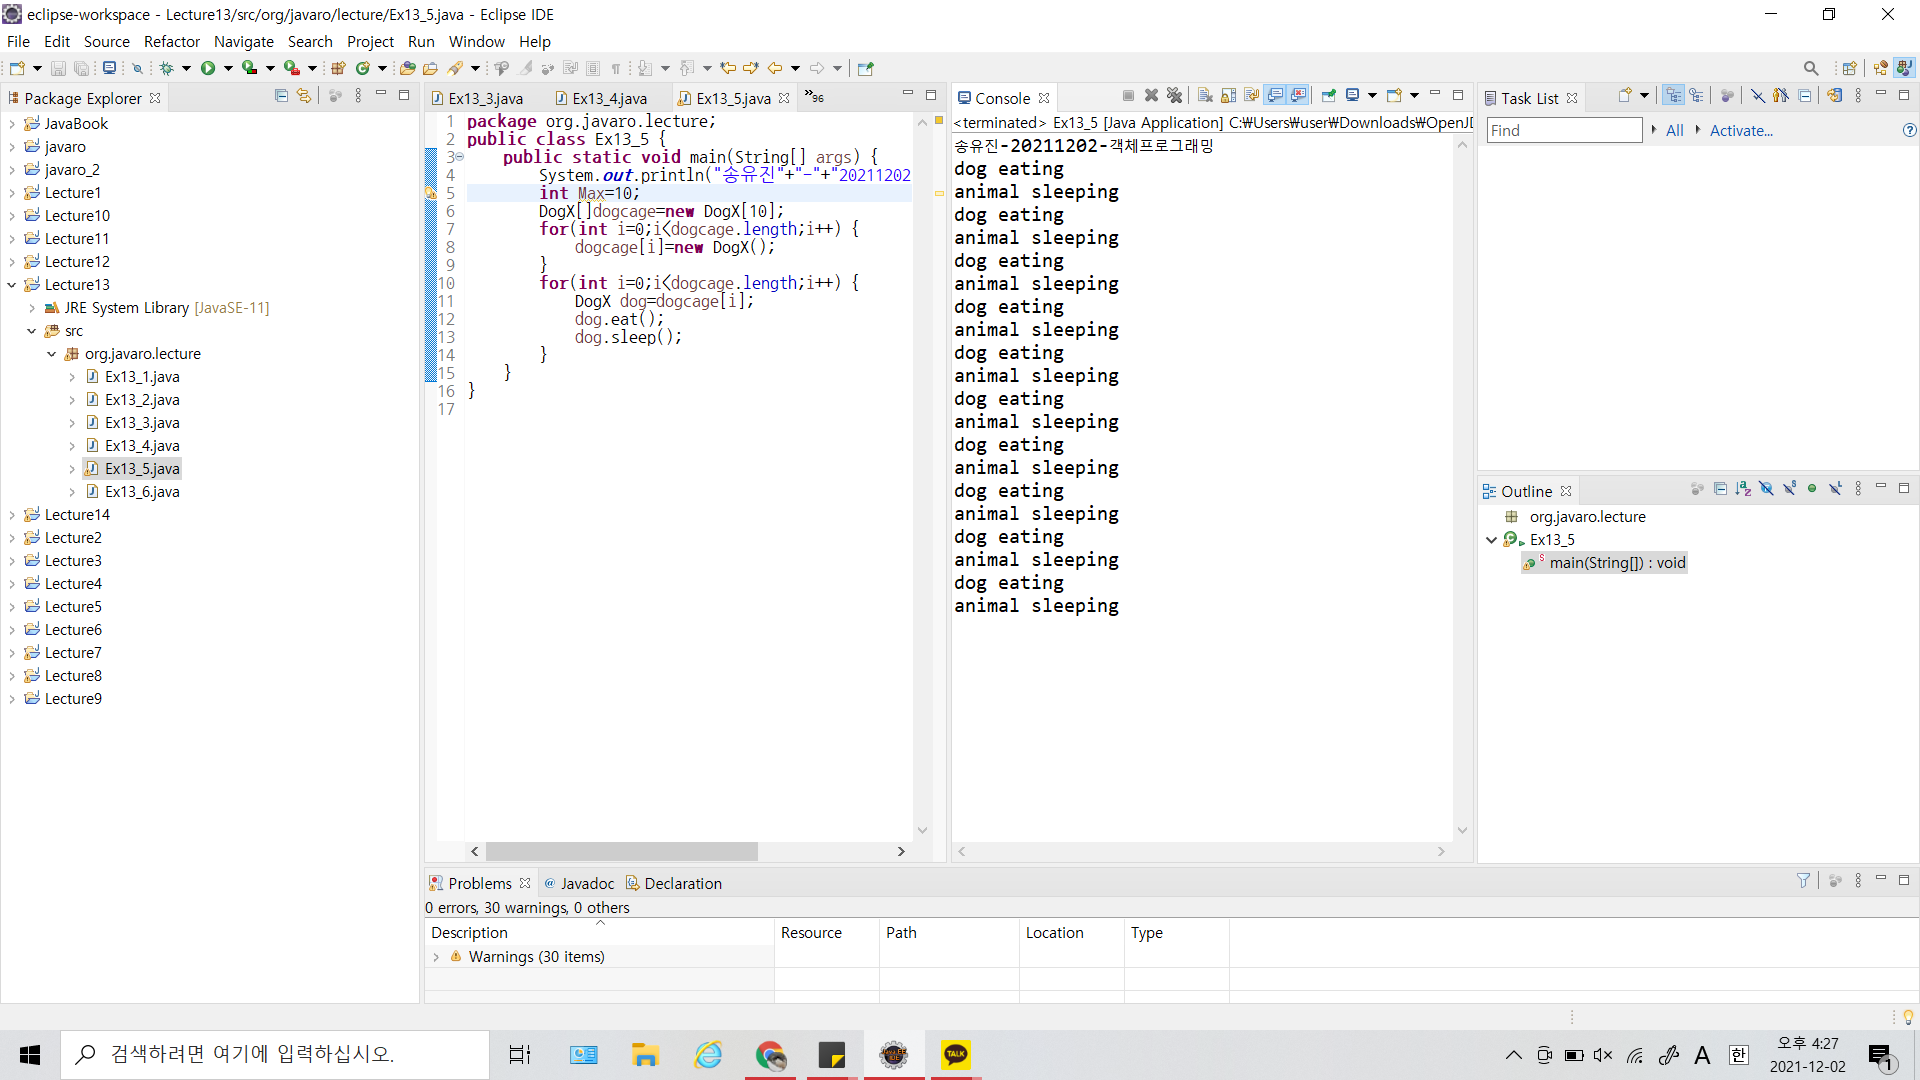 eclipse-workspace - Lecture13/src/org/javaro/lecture/Ex13_5.java - Eclipse IDE
File Edit Source Refactor Navigate Search Project Run Window Help
Package Explorer
JavaBook
javaro
javaro_2
Lecture1
Lecture10
Lecture11
Lecture12
Lecture13
JRE System Library [JavaSE-11]
src
org.javaro.lecture
Ex13_1.java
Ex13_2.java
Ex13_3.java
Ex13_4.java
Ex13_5.java
Ex13_6.java
Lecture14
Lecture2
Lecture3
Lecture4
Lecture5
Lecture6
Lecture7
Lecture8
Lecture9
Ex13_3.java Ex13_4.java Ex13_5.java »96
1 package org.javaro.lecture;
2 public class Ex13_5 {
3 public static void main(String[] args) {
4 System.out.println("송유진"+"-"+"20211202
5 int Max=10;
6 DogX[]dogcage=new DogX[10];
7 for(int i=0;i<dogcage.length;i++) {
8 dogcage[i]=new DogX();
9 }
10 for(int i=0;i<dogcage.length;i++) {
11 DogX dog=dogcage[i];
12 dog.eat();
13 dog.sleep();
14 }
15 }
16 }
17
Console
<terminated> Ex13_5 [Java Application] C:₩Users₩user₩Downloads₩OpenJD
송유진-20211202-객체프로그래밍
dog eating
animal sleeping
dog eating
animal sleeping
dog eating
animal sleeping
dog eating
animal sleeping
dog eating
animal sleeping
dog eating
animal sleeping
dog eating
animal sleeping
dog eating
animal sleeping
dog eating
animal sleeping
dog eating
animal sleeping
Task List
Find All Activate...
Outline
org.javaro.lecture
Ex13_5
main(String[]) : void
Problems @ Javadoc Declaration
0 errors, 30 warnings, 0 others
Description Resource Path Location Type
Warnings (30 items)
검색하려면 여기에 입력하십시오.
TALK
A 한
오후 4:27
2021-12-02
1